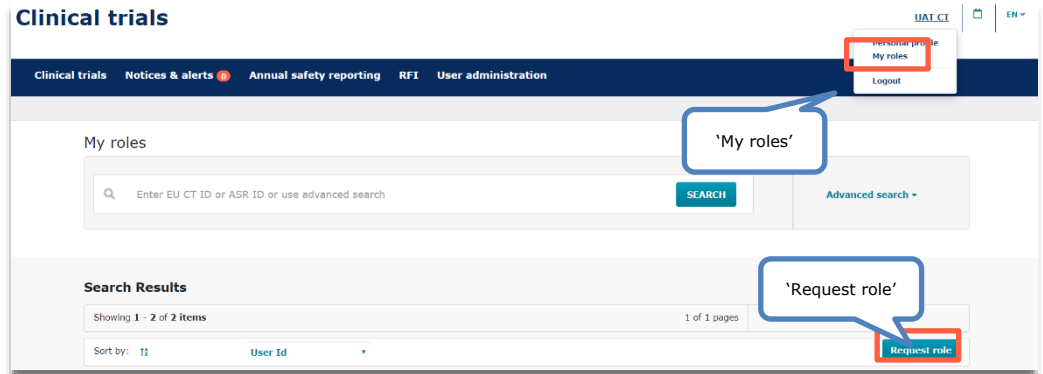 Clinical trials
UAT CT
EN
Personal profile
My roles
Logout
Clinical trials Notices & alerts 0 Annual safety reporting RFI User administration
'My roles'
My roles
Enter EU CT ID or ASR ID or use advanced search
SEARCH
Advanced search
'Request role'
Search Results
Showing 1 - 2 of 2 items
1 of 1 pages
Sort by:
User Id
Request role